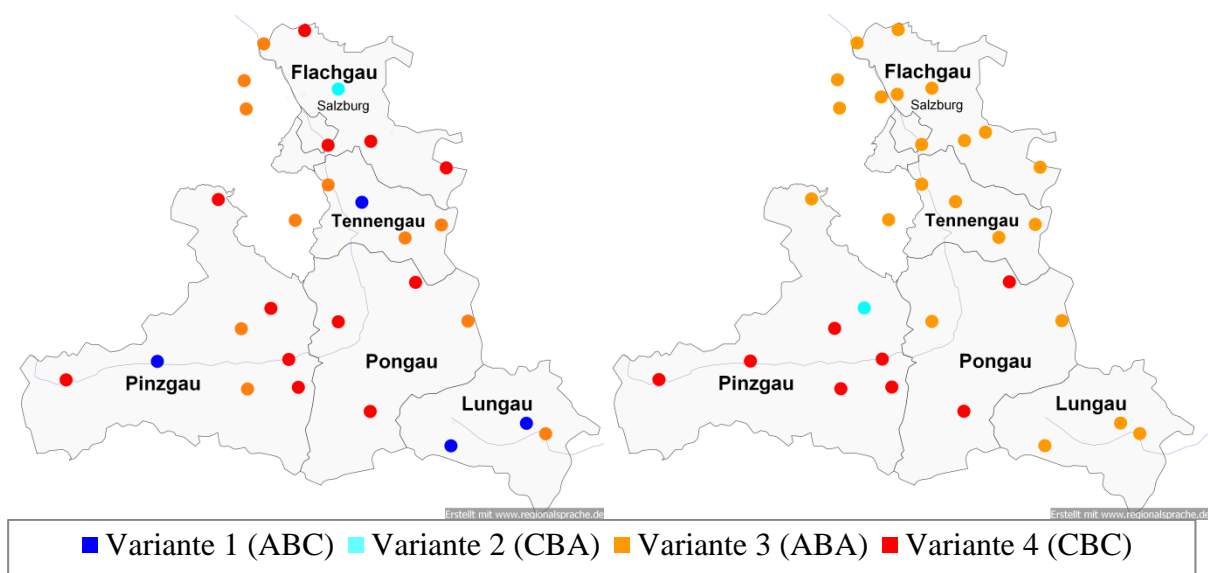 Flachgau
Salzburg
Tennengau
Pongau
Pinzgau
Lungau
Erstellt mit www.regionalsprache.de
Flachgau
Salzburg
Tennengau
Pongau
Pinzgau
Lungau
Erstellt mit www.regionalsprache.de
Variante 1 (ABC) Variante 2 (CBA) Variante 3 (ABA) Variante 4 (CBC)